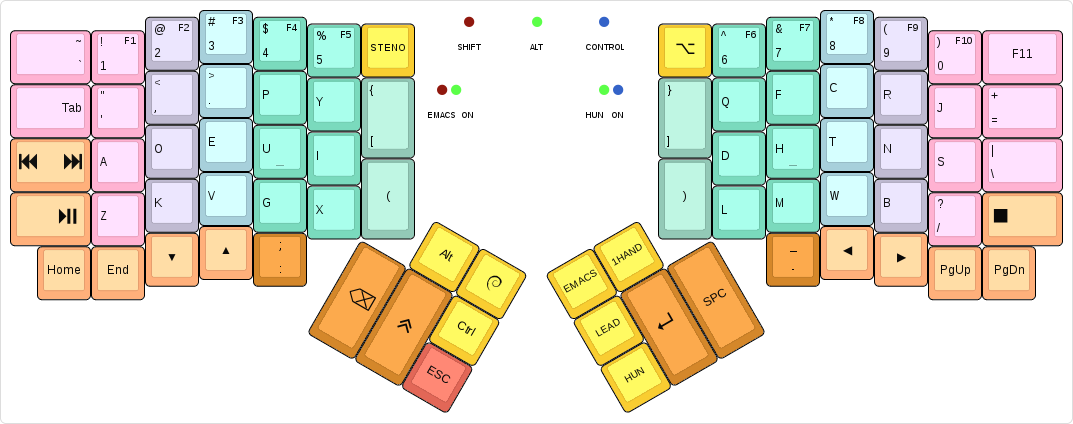 ~
`
! F1
1
@ F2
2
# F3
3
$ F4
4
% F5
5
STENO
SHIFT
ALT
CONTROL
⌥
^ F6
6
& F7
7
* F8
8
( F9
9
) F10
0
F11
Tab
"
'
<
,
>
.
P
Y
{
[
EMACS ON
HUN ON
}
]
Q
F
C
R
J
+
=
⏮ ⏭
A
O
E
U _
I
(
)
D
H _
T
N
S
|
\
⏯
Z
K
V
G
X
L
M
W
B
?
/
■
Home
End
▼
▲
;
:
–
.
◀
▶
PgUp
PgDn
Alt
Ctrl
ESC
EMACS
1HAND
LEAD
HUN
↵
SPC